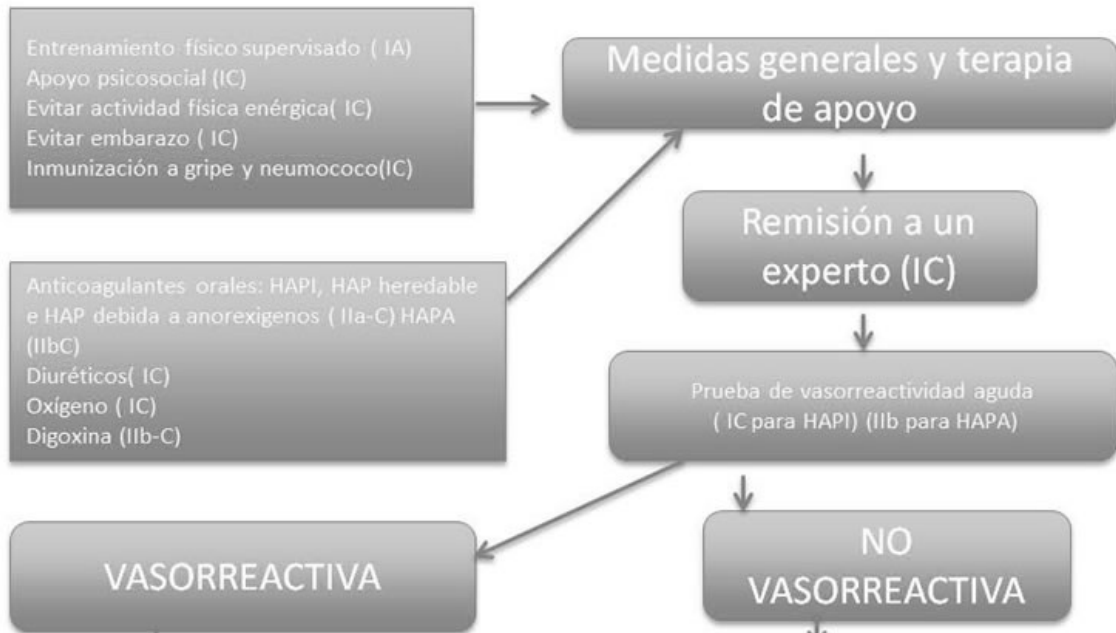 Entrenamiento físico supervisado ( IA)
Apoyo psicosocial (IC)
Evitar actividad física enérgica( IC)
Evitar embarazo ( IC)
Inmunización a gripe y neumococo(IC)
Medidas generales y terapia
de apoyo
Remisión a un
experto (IC)
Anticoagulantes orales: HAPI, HAP heredable
e HAP debida a anorexigenos ( IIa-C) HAPA
(IIbC)
Diuréticos( IC)
Oxígeno ( IC)
Digoxina (IIb-C)
Prueba de vasorreactividad aguda
( IC para HAPI) (IIb para HAPA)
VASORREACTIVA
NO
VASORREACTIVA